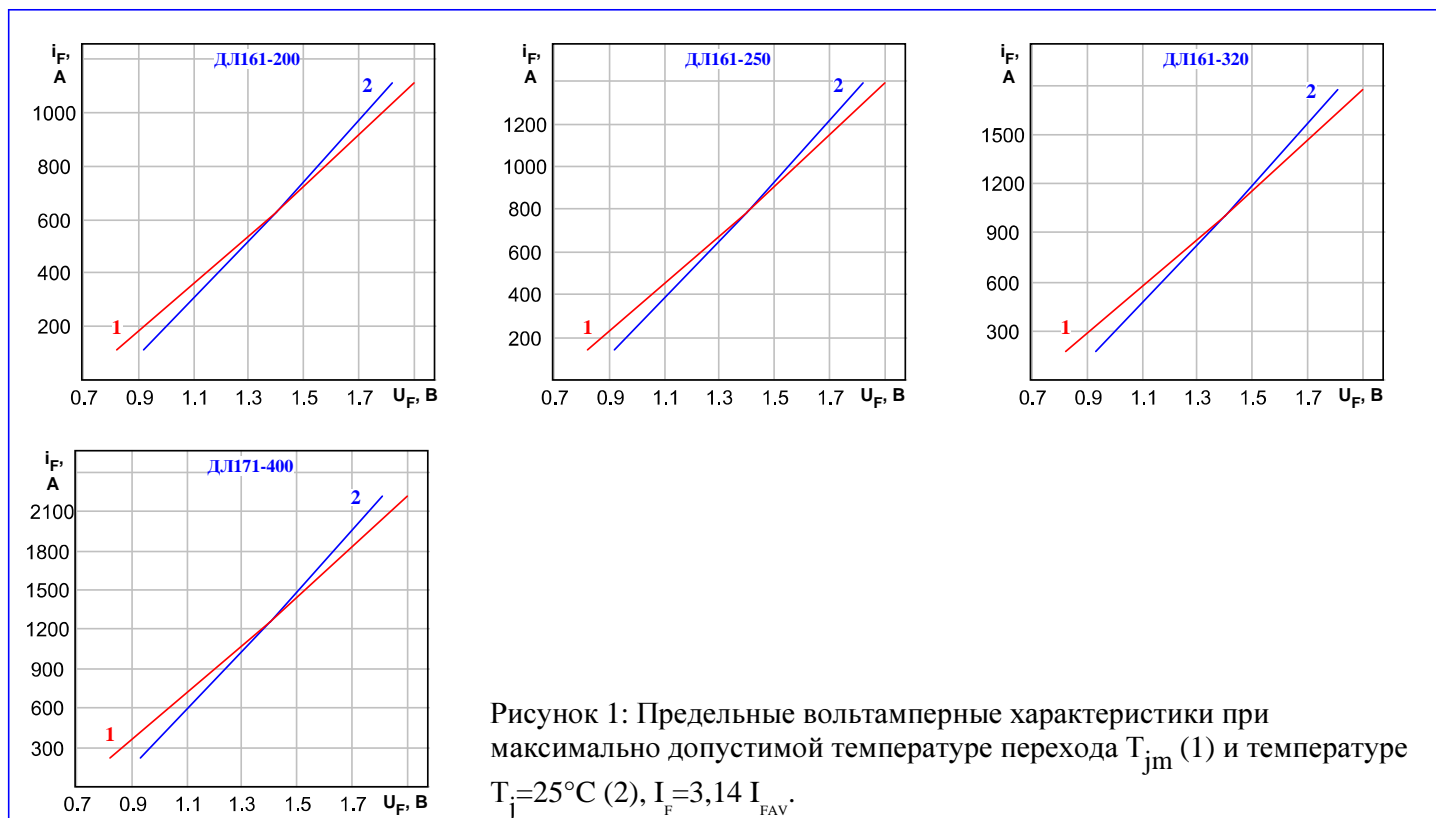 iF,
А
ДЛ161-200
2
1000
800
600
400
200
1
0.7 0.9 1.1 1.3 1.5 1.7 UF, В
iF,
А
ДЛ161-250
2
1200
1000
800
600
400
200
1
0.7 0.9 1.1 1.3 1.5 1.7 UF, В
iF,
А
ДЛ161-320
2
1500
1200
900
600
300
1
0.7 0.9 1.1 1.3 1.5 1.7 UF, В
iF,
А
ДЛ171-400
2
2100
1800
1500
1200
900
600
300
1
0.7 0.9 1.1 1.3 1.5 1.7 UF, В
Рисунок 1: Предельные вольтамперные характеристики при
максимально допустимой температуре перехода Tjm (1) и температуре
Tj=25°C (2), IF=3,14 IFAV.